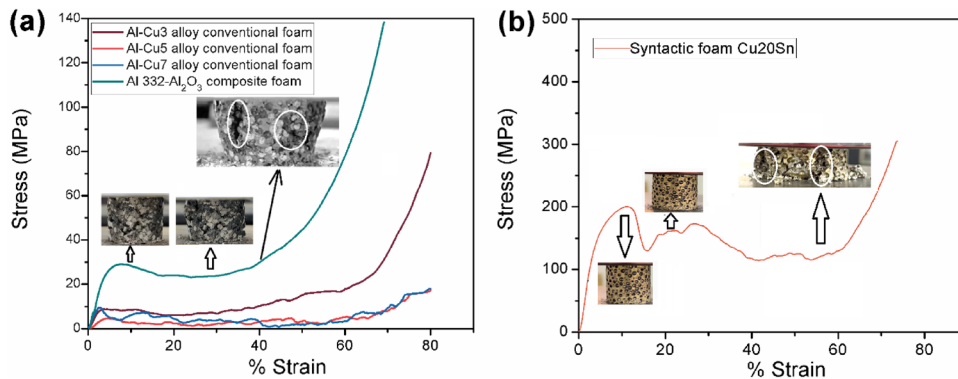 (a)
140
120
100
80
60
40
20
0
Stress (MPa)
Al-Cu3 alloy conventional foam
Al-Cu5 alloy conventional foam
Al-Cu7 alloy conventional foam
Al 332-Al₂O₃ composite foam
0 20 40 60 80
% Strain
(b)
500
400
300
200
100
0
Stress (MPa)
Syntactic foam Cu20Sn
0 20 40 60 80
% Strain